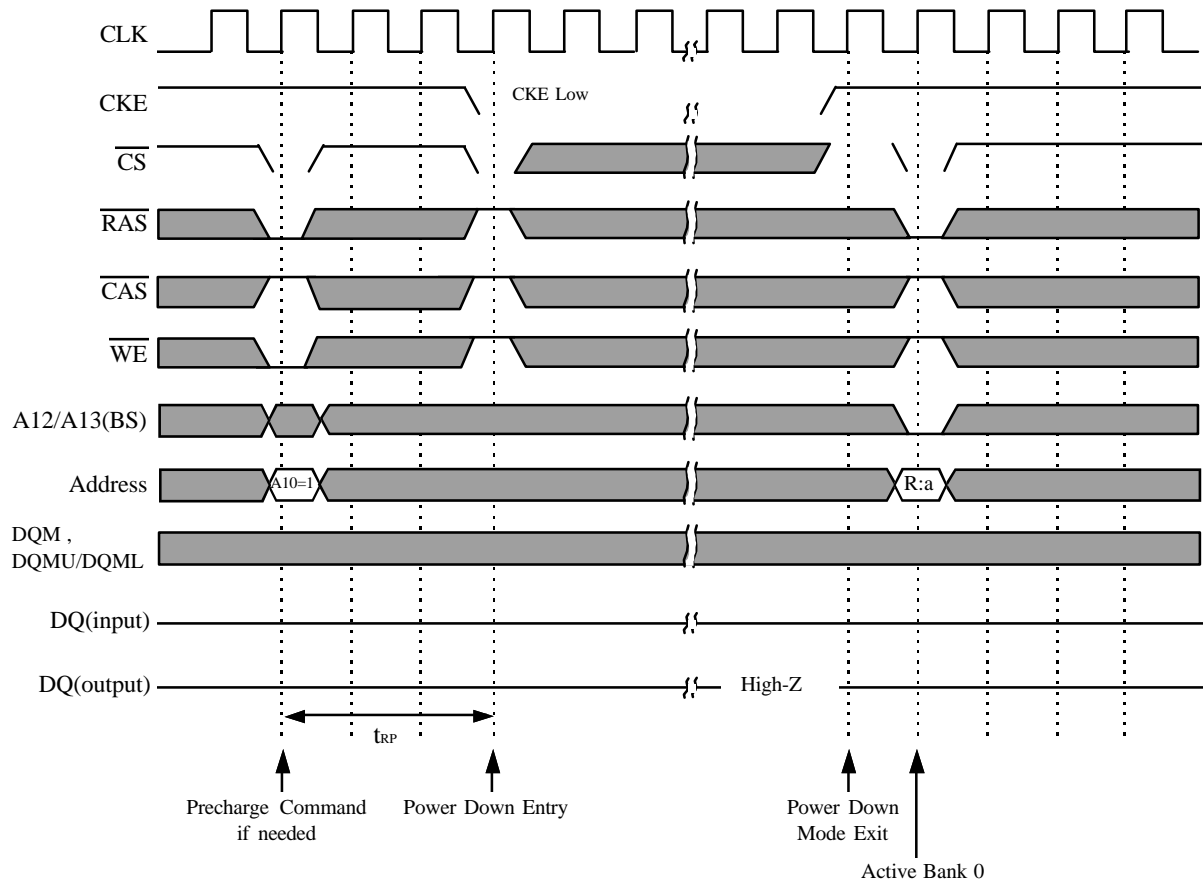 CLK
CKE
CKE Low
CS
RAS
CAS
WE
A12/A13(BS)
Address
A10=1
R:a
DQM ,
DQMU/DQML
DQ(input)
DQ(output)
High-Z
tRP
Precharge Command
if needed
Power Down Entry
Power Down
Mode Exit
Active Bank 0